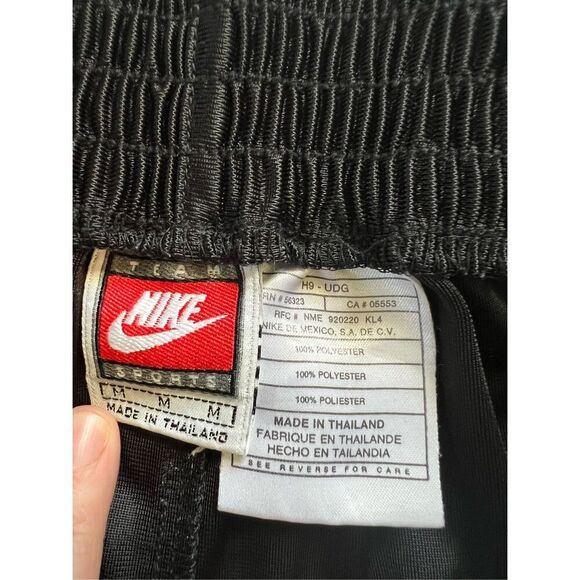 TEAM
NIKE
SPORTS
M M M
MADE IN THAILAND
H9 - UDG
FIN # 56323 CA # 05553
RFC # NME 920220 KL4
NIKE DE MEXICO, S.A. DE C.V.
100% POLYESTER
100% POLYESTER
100% POLIESTER
MADE IN THAILAND
FABRIQUE EN THAILANDE
HECHO EN TAILANDIA
SEE REVERSE FOR CARE